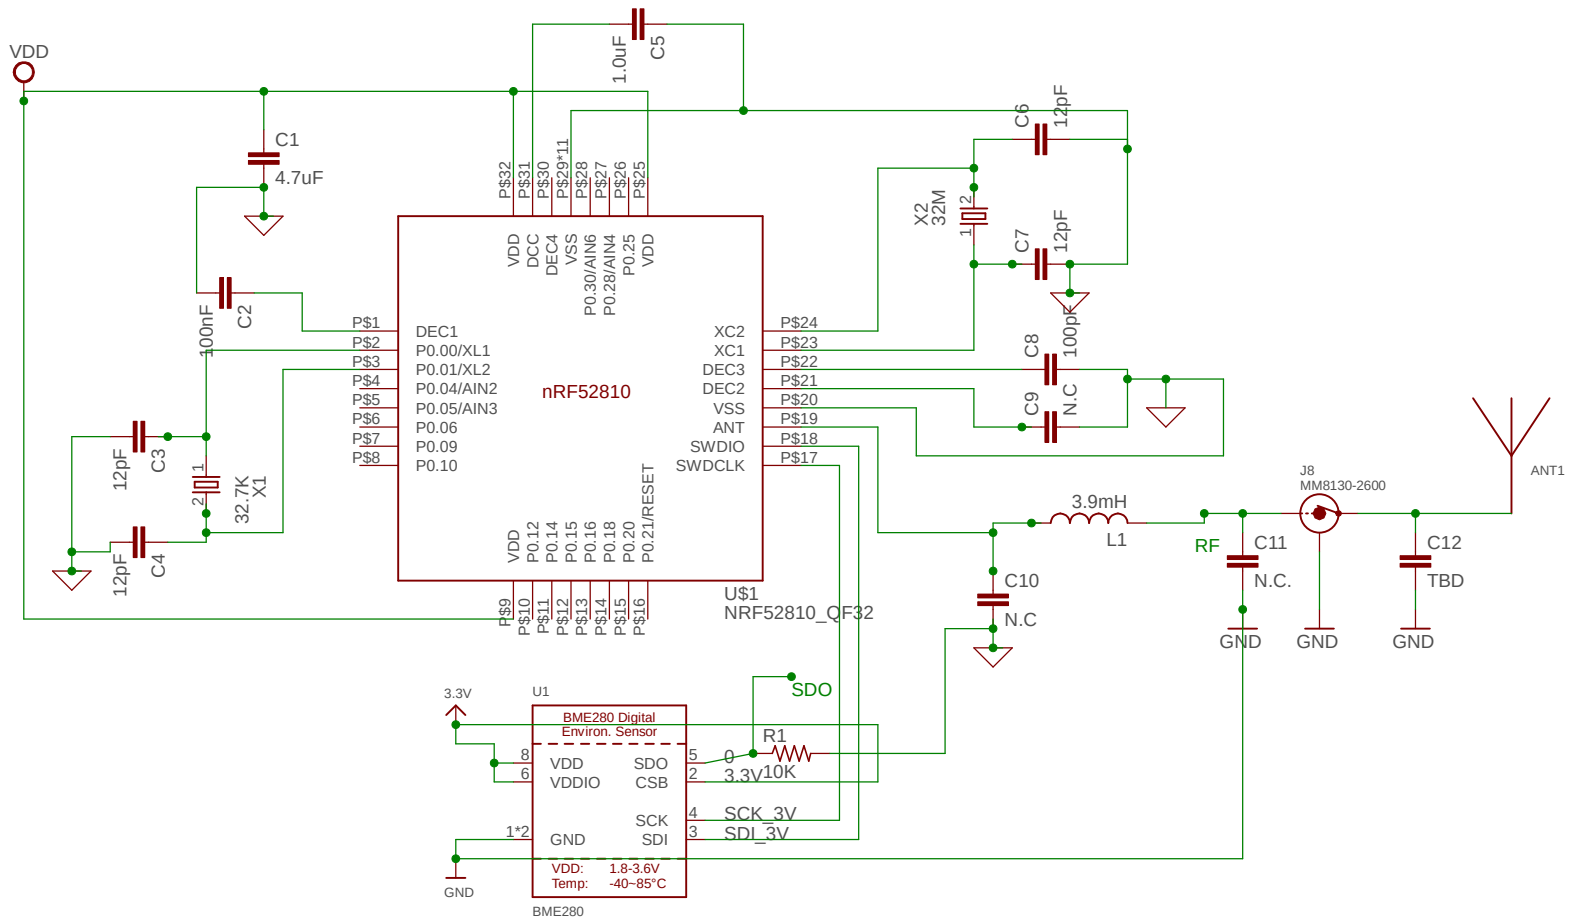 VDD
1.0uF
C5
C1
4.7uF
C2
100nF
C6
12pF
X2
32M
2
1
C7
12pF
P$32
P$31
P$30
P$29*11
P$28
P$27
P$26
P$25
VDD
DCC
DEC4
VSS
P0.30/AIN6
P0.28/AIN4
P0.25
VDD
P$1
P$2
P$3
P$4
P$5
P$6
P$7
P$8
DEC1
P0.00/XL1
P0.01/XL2
P0.04/AIN2
P0.05/AIN3
P0.06
P0.09
P0.10
nRF52810
XC2
XC1
DEC3
DEC2
VSS
ANT
SWDIO
SWDCLK
P$24
P$23
P$22
P$21
P$20
P$19
P$18
P$17
C8
100pF
C9
N.C
12pF
C3
1
2
32.7K
X1
12pF
C4
VDD
P0.12
P0.14
P0.15
P0.16
P0.18
P0.20
P0.21/RESET
P$9
P$10
P$11
P$12
P$13
P$14
P$15
P$16
U$1
NRF52810_QF32
3.9mH
L1
RF
C10
N.C
C11
N.C.
GND
J8
MM8130-2600
GND
C12
TBD
GND
ANT1
SDO
R1
10K
3.3V
U1
BME280 Digital
Environ. Sensor
8
VDD
6
VDDIO
1*2
GND
SDO
5
0
CSB
2
3.3V
SCK
4
SCK_3V
SDI
3
SDI_3V
VDD: 1.8-3.6V
Temp: -40~85°C
GND
BME280